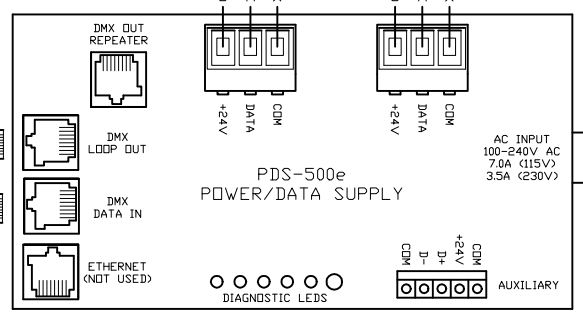 DMX OUT
REPEATER
+24V
DATA
COM
+24V
DATA
COM
DMX
LOOP OUT
AC INPUT
100-240V AC
7.0A (115V)
3.5A (230V)
PDS-500e
POWER/DATA SUPPLY
DMX
DATA IN
ETHERNET
(NOT USED)
DIAGNOSTIC LEDS
COM
D-
D+
+24V
COM
AUXILIARY